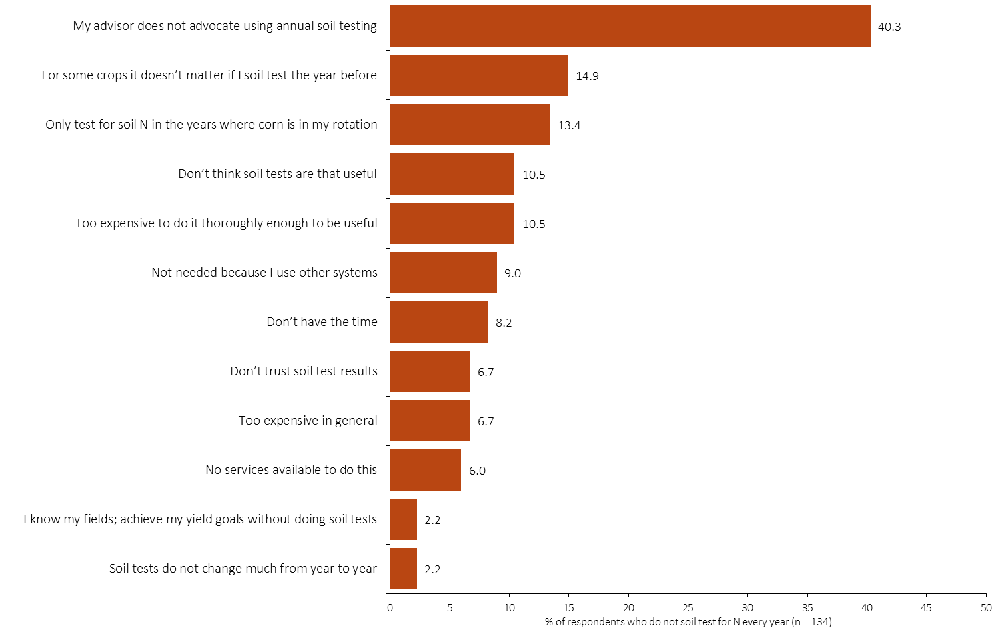 My advisor does not advocate using annual soil testing
40.3
For some crops it doesn’t matter if I soil test the year before
14.9
Only test for soil N in the years where corn is in my rotation
13.4
Don’t think soil tests are that useful
10.5
Too expensive to do it thoroughly enough to be useful
10.5
Not needed because I use other systems
9.0
Don’t have the time
8.2
Don’t trust soil test results
6.7
Too expensive in general
6.7
No services available to do this
6.0
I know my fields; achieve my yield goals without doing soil tests
2.2
Soil tests do not change much from year to year
2.2
0 5 10 15 20 25 30 35 40 45 50
% of respondents who do not soil test for N every year (n = 134)